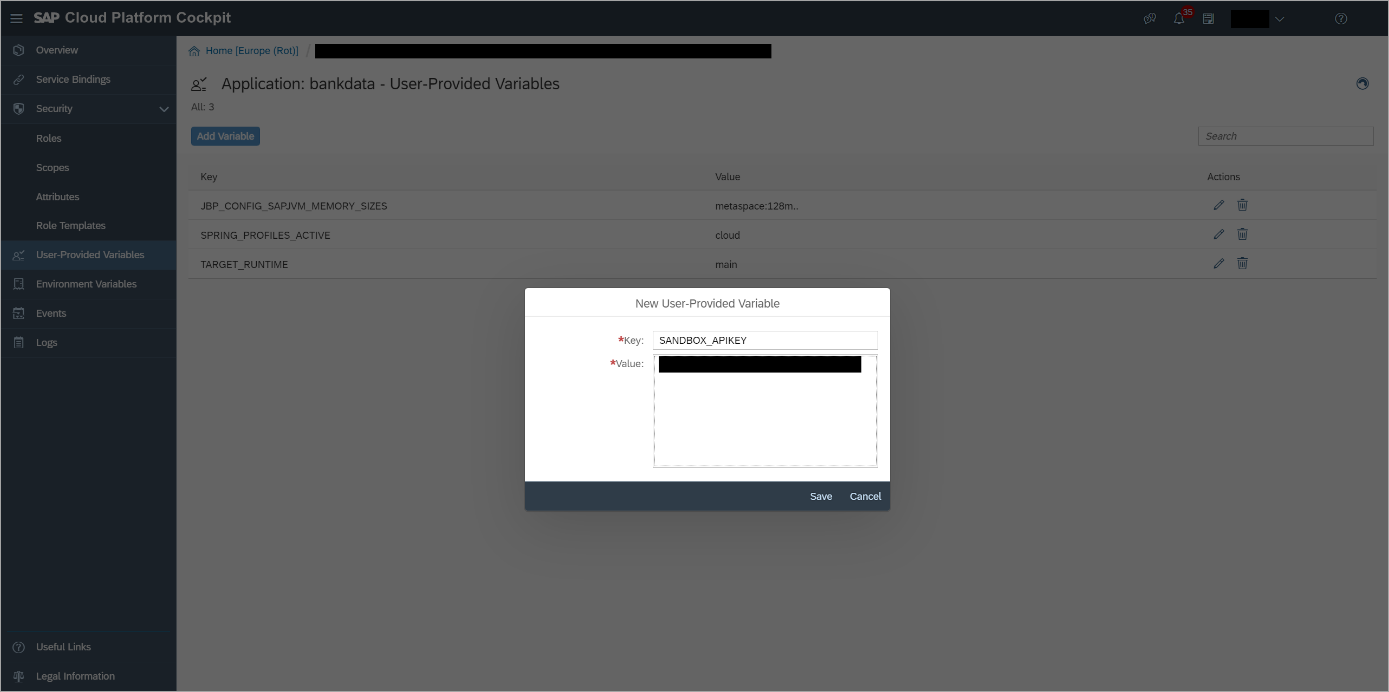 SAP Cloud Platform Cockpit
35
Overview
Service Bindings
Security
Roles
Scopes
Attributes
Role Templates
User-Provided Variables
Environment Variables
Events
Logs
Useful Links
Legal Information
Home [Europe (Rot)] /
Application: bankdata - User-Provided Variables
All: 3
Add Variable
Search
Key Value Actions
JBP_CONFIG_SAPJVM_MEMORY_SIZES metaspace:128m..
SPRING_PROFILES_ACTIVE cloud
TARGET_RUNTIME main
New User-Provided Variable
*Key: SANDBOX_APIKEY
*Value:
Save Cancel